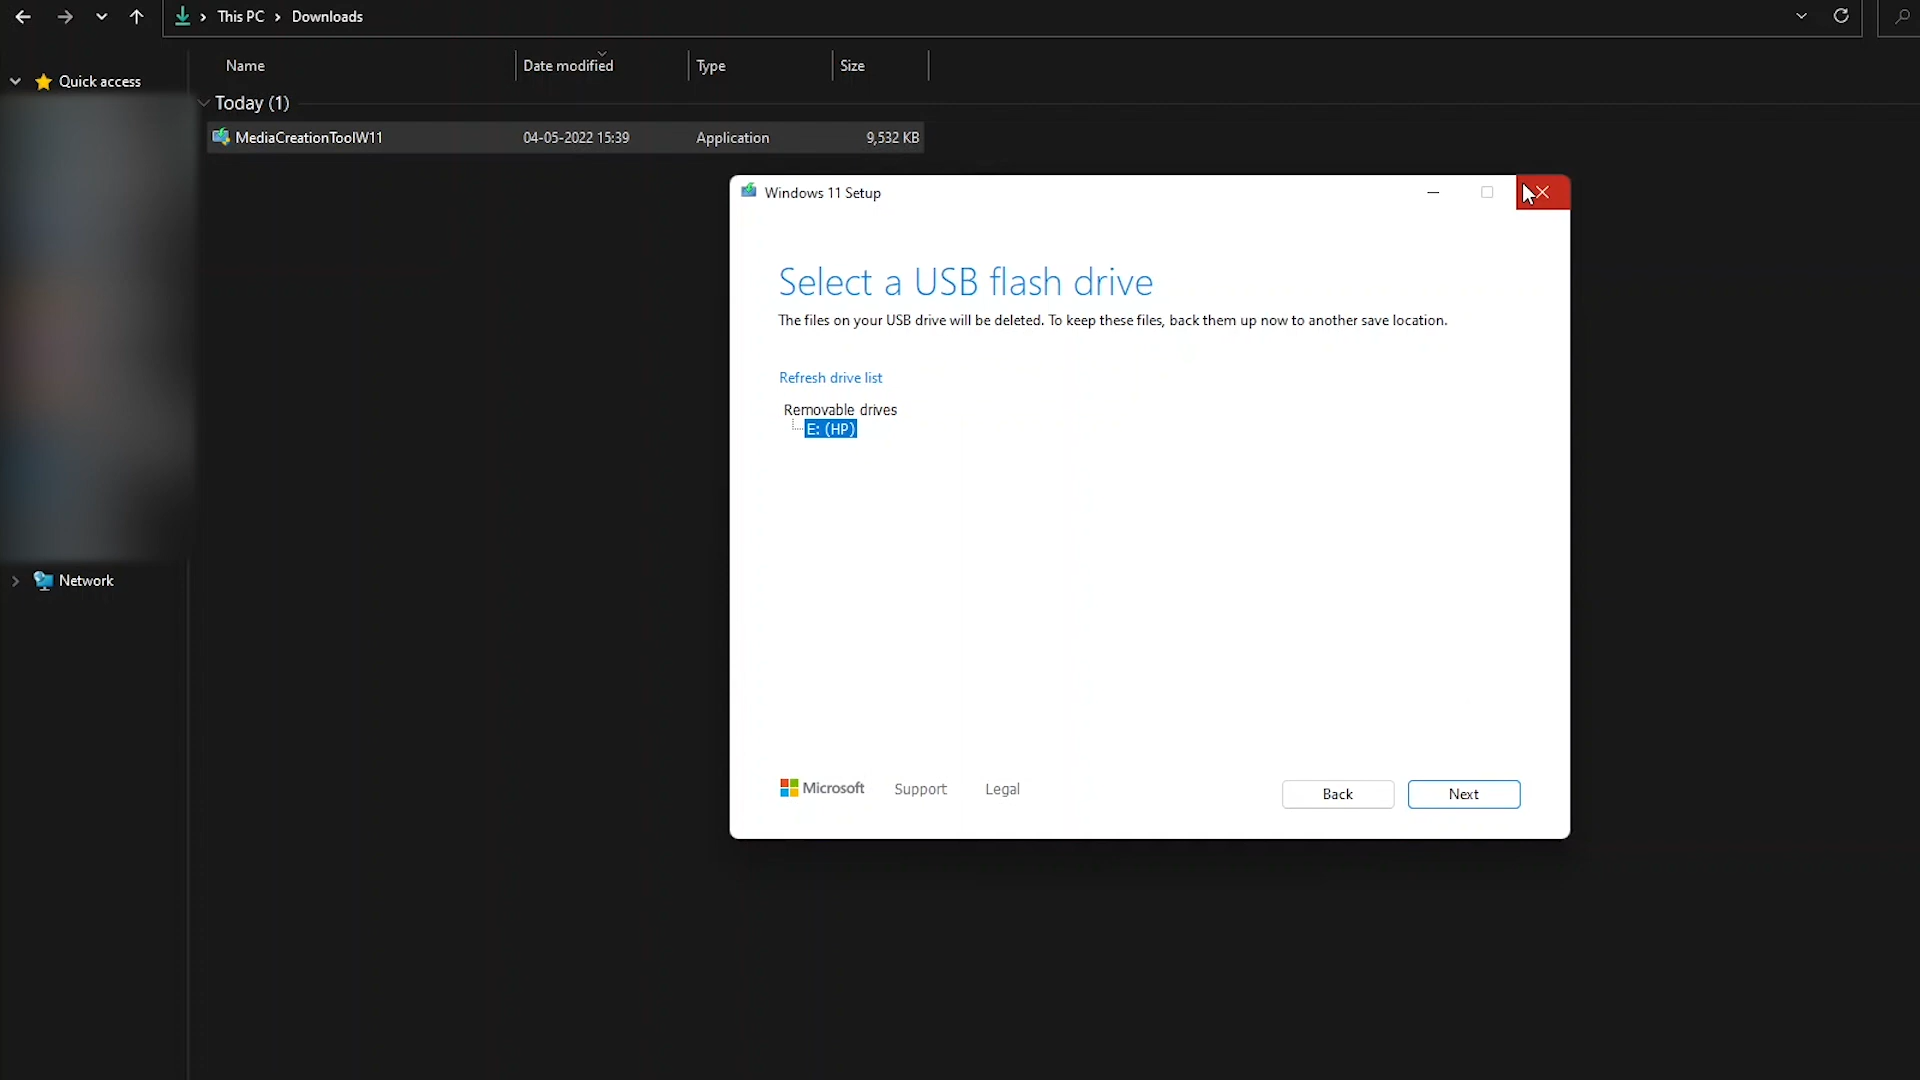 This PC > Downloads
Name Date modified Type Size
Quick access
Today (1)
MediaCreationToolW11 04-05-2022 15:39 Application 9,532 KB
Windows 11 Setup
Select a USB flash drive
The files on your USB drive will be deleted. To keep these files, back them up now to another save location.
Refresh drive list
Removable drives
E: (HP)
Network
Microsoft Support Legal Back Next